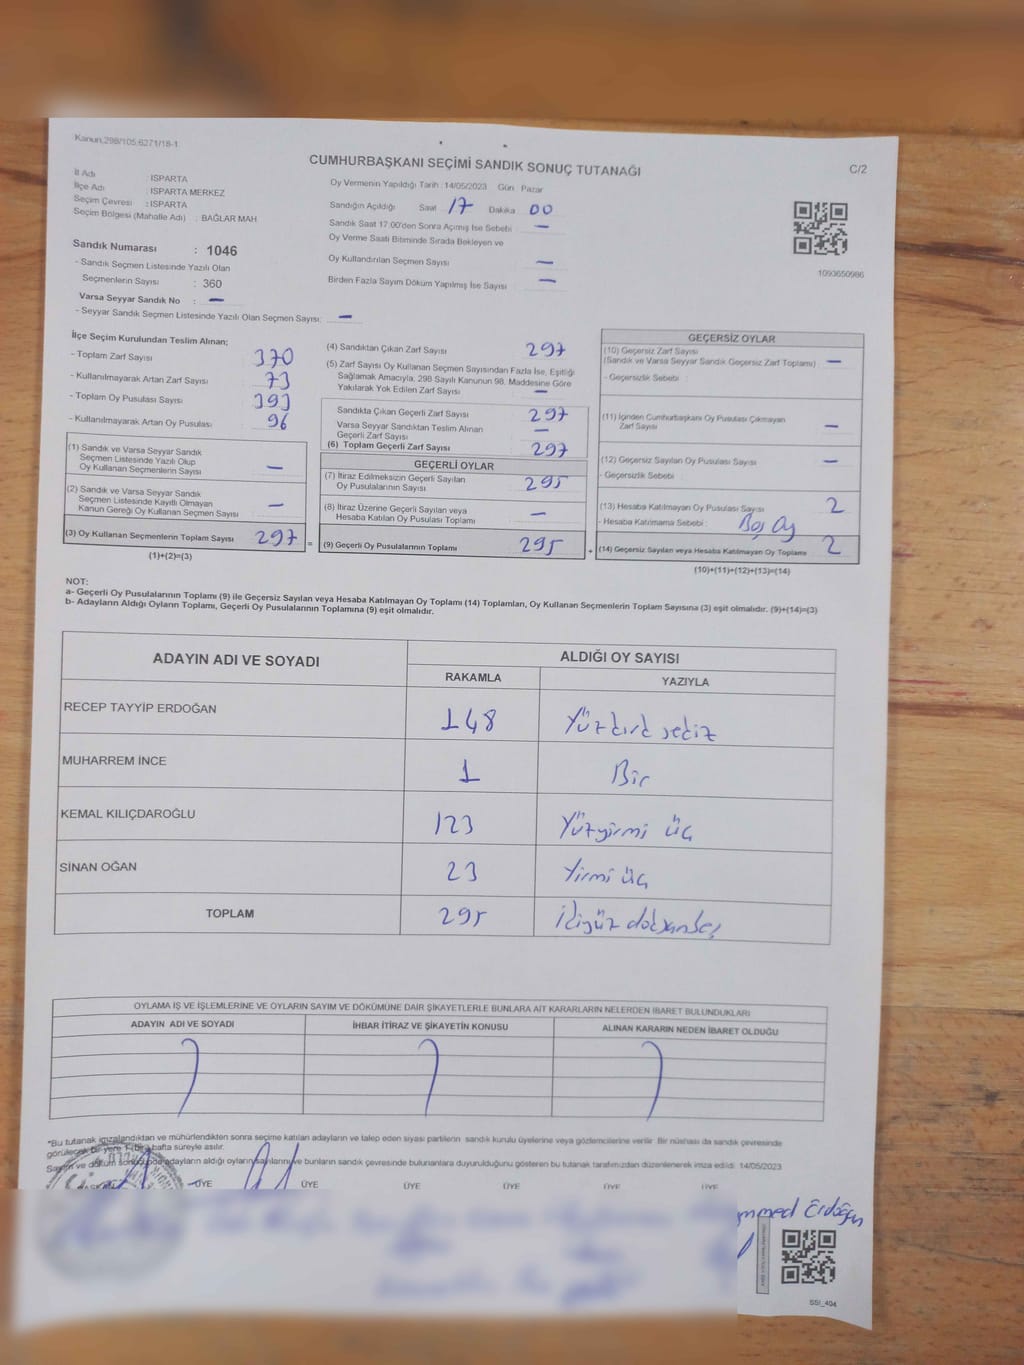 Kanun,298/105,6271/18-1
CUMHURBAŞKANI SEÇİMİ SANDIK SONUÇ TUTANAĞI
C/2
İl Adı : ISPARTA
İlçe Adı : ISPARTA MERKEZ
Seçim Çevresi : ISPARTA
Seçim Bölgesi (Mahalle Adı) : BAĞLAR MAH
Oy Vermenin Yapıldığı Tarih : 14/05/2023 Gün Pazar
Sandığın Açıldığı Saat 17 Dakika 00
Sandık Saat 17:00'den Sonra Açmış İse Sebebi : —
Oy Verme Saati Bitiminde Sırada Bekleyen ve
Oy Kullandırılan Seçmen Sayısı —
Birden Fazla Sayım Döküm Yapılmış İse Sayısı : —
1093650986
Sandık Numarası : 1046
- Sandık Seçmen Listesinde Yazılı Olan
Seçmenlerin Sayısı : 360
Varsa Seyyar Sandık No : —
- Seyyar Sandık Seçmen Listesinde Yazılı Olan Seçmen Sayısı: —
İlçe Seçim Kurulundan Teslim Alınan;
- Toplam Zarf Sayısı 370
- Kullanılmayarak Artan Zarf Sayısı 73
- Toplam Oy Pusulası Sayısı 393
- Kullanılmayarak Artan Oy Pusulası 96
(1) Sandık ve Varsa Seyyar Sandık
Seçmen Listesinde Yazılı Olup
Oy Kullanan Seçmenlerin Sayısı —
(2) Sandık ve Varsa Seyyar Sandık
Seçmen Listesinde Kayıtlı Olmayan
Kanun Gereği Oy Kullanan Seçmen Sayısı —
(3) Oy Kullanan Seçmenlerin Toplam Sayısı 297 =
(1)+(2)=(3)
(4) Sandıktan Çıkan Zarf Sayısı 297
(5) Zarf Sayısı Oy Kullanan Seçmen Sayısından Fazla İse, Eşitliği
Sağlamak Amacıyla, 298 Sayılı Kanunun 98. Maddesine Göre
Yakılarak Yok Edilen Zarf Sayısı —
Sandıkta Çıkan Geçerli Zarf Sayısı 297
Varsa Seyyar Sandıktan Teslim Alınan
Geçerli Zarf Sayısı —
(6) Toplam Geçerli Zarf Sayısı 297
GEÇERLİ OYLAR
(7) İtiraz Edilmeksizin Geçerli Sayılan
Oy Pusulalarının Sayısı 295
(8) İtiraz Üzerine Geçerli Sayılan veya
Hesaba Katılan Oy Pusulası Toplamı —
(9) Geçerli Oy Pusulalarının Toplamı 295 +
GEÇERSİZ OYLAR
(10) Geçersiz Zarf Sayısı
(Sandık ve Varsa Seyyar Sandık Geçersiz Zarf Toplamı) —
- Geçersizlik Sebebi :
(11) İçinden Cumhurbaşkanı Oy Pusulası Çıkmayan
Zarf Sayısı —
(12) Geçersiz Sayılan Oy Pusulası Sayısı —
- Geçersizlik Sebebi :
(13) Hesaba Katılmayan Oy Pusulası Sayısı 2
- Hesaba Katılmama Sebebi : Boş Oy
(14) Geçersiz Sayılan veya Hesaba Katılmayan Oy Toplamı 2
(10)+(11)+(12)+(13)=(14)
NOT:
a- Geçerli Oy Pusulalarının Toplamı (9) ile Geçersiz Sayılan veya Hesaba Katılmayan Oy Toplamı (14) Toplamları, Oy Kullanan Seçmenlerin Toplam Sayısına (3) eşit olmalıdır. (9)+(14)=(3)
b- Adayların Aldığı Oyların Toplamı, Geçerli Oy Pusulalarının Toplamına (9) eşit olmalıdır.
ADAYIN ADI VE SOYADI ALDIĞI OY SAYISI
RAKAMLA YAZIYLA
RECEP TAYYİP ERDOĞAN 148 Yüzkırk sekiz
MUHARREM İNCE 1 Bir
KEMAL KILIÇDAROĞLU 123 Yüzyirmi üç
SİNAN OĞAN 23 Yirmi üç
TOPLAM 295 İkiyüz doksanbeş
OYLAMA İŞ VE İŞLEMLERİNE VE OYLARIN SAYIM VE DÖKÜMÜNE DAİR ŞİKAYETLERLE BUNLARA AİT KARARLARIN NELERDEN İBARET BULUNDUKLARI
ADAYIN ADI VE SOYADI İHBAR İTİRAZ VE ŞİKAYETİN KONUSU ALINAN KARARIN NEDEN İBARET OLDUĞU
*Bu tutanak imzalandıktan ve mühürlendikten sonra seçime katılan adayların ve talep eden siyasi partilerin sandık kurulu üyelerine veya gözlemcilerine verilir. Bir nüshası da sandık çevresinde
görülecek bir yere 1 (bir) hafta süreyle asılır.
Sayım ve döküm sonucunda adayların aldığı oyların sayılarını ve bunların sandık çevresinde bulunanlara duyurulduğunu gösteren bu tutanak tarafımızdan düzenlenerek imza edildi. 14/05/2023
ÜYE ÜYE ÜYE ÜYE ÜYE ÜYE
mmed Erdoğan
SSI_404